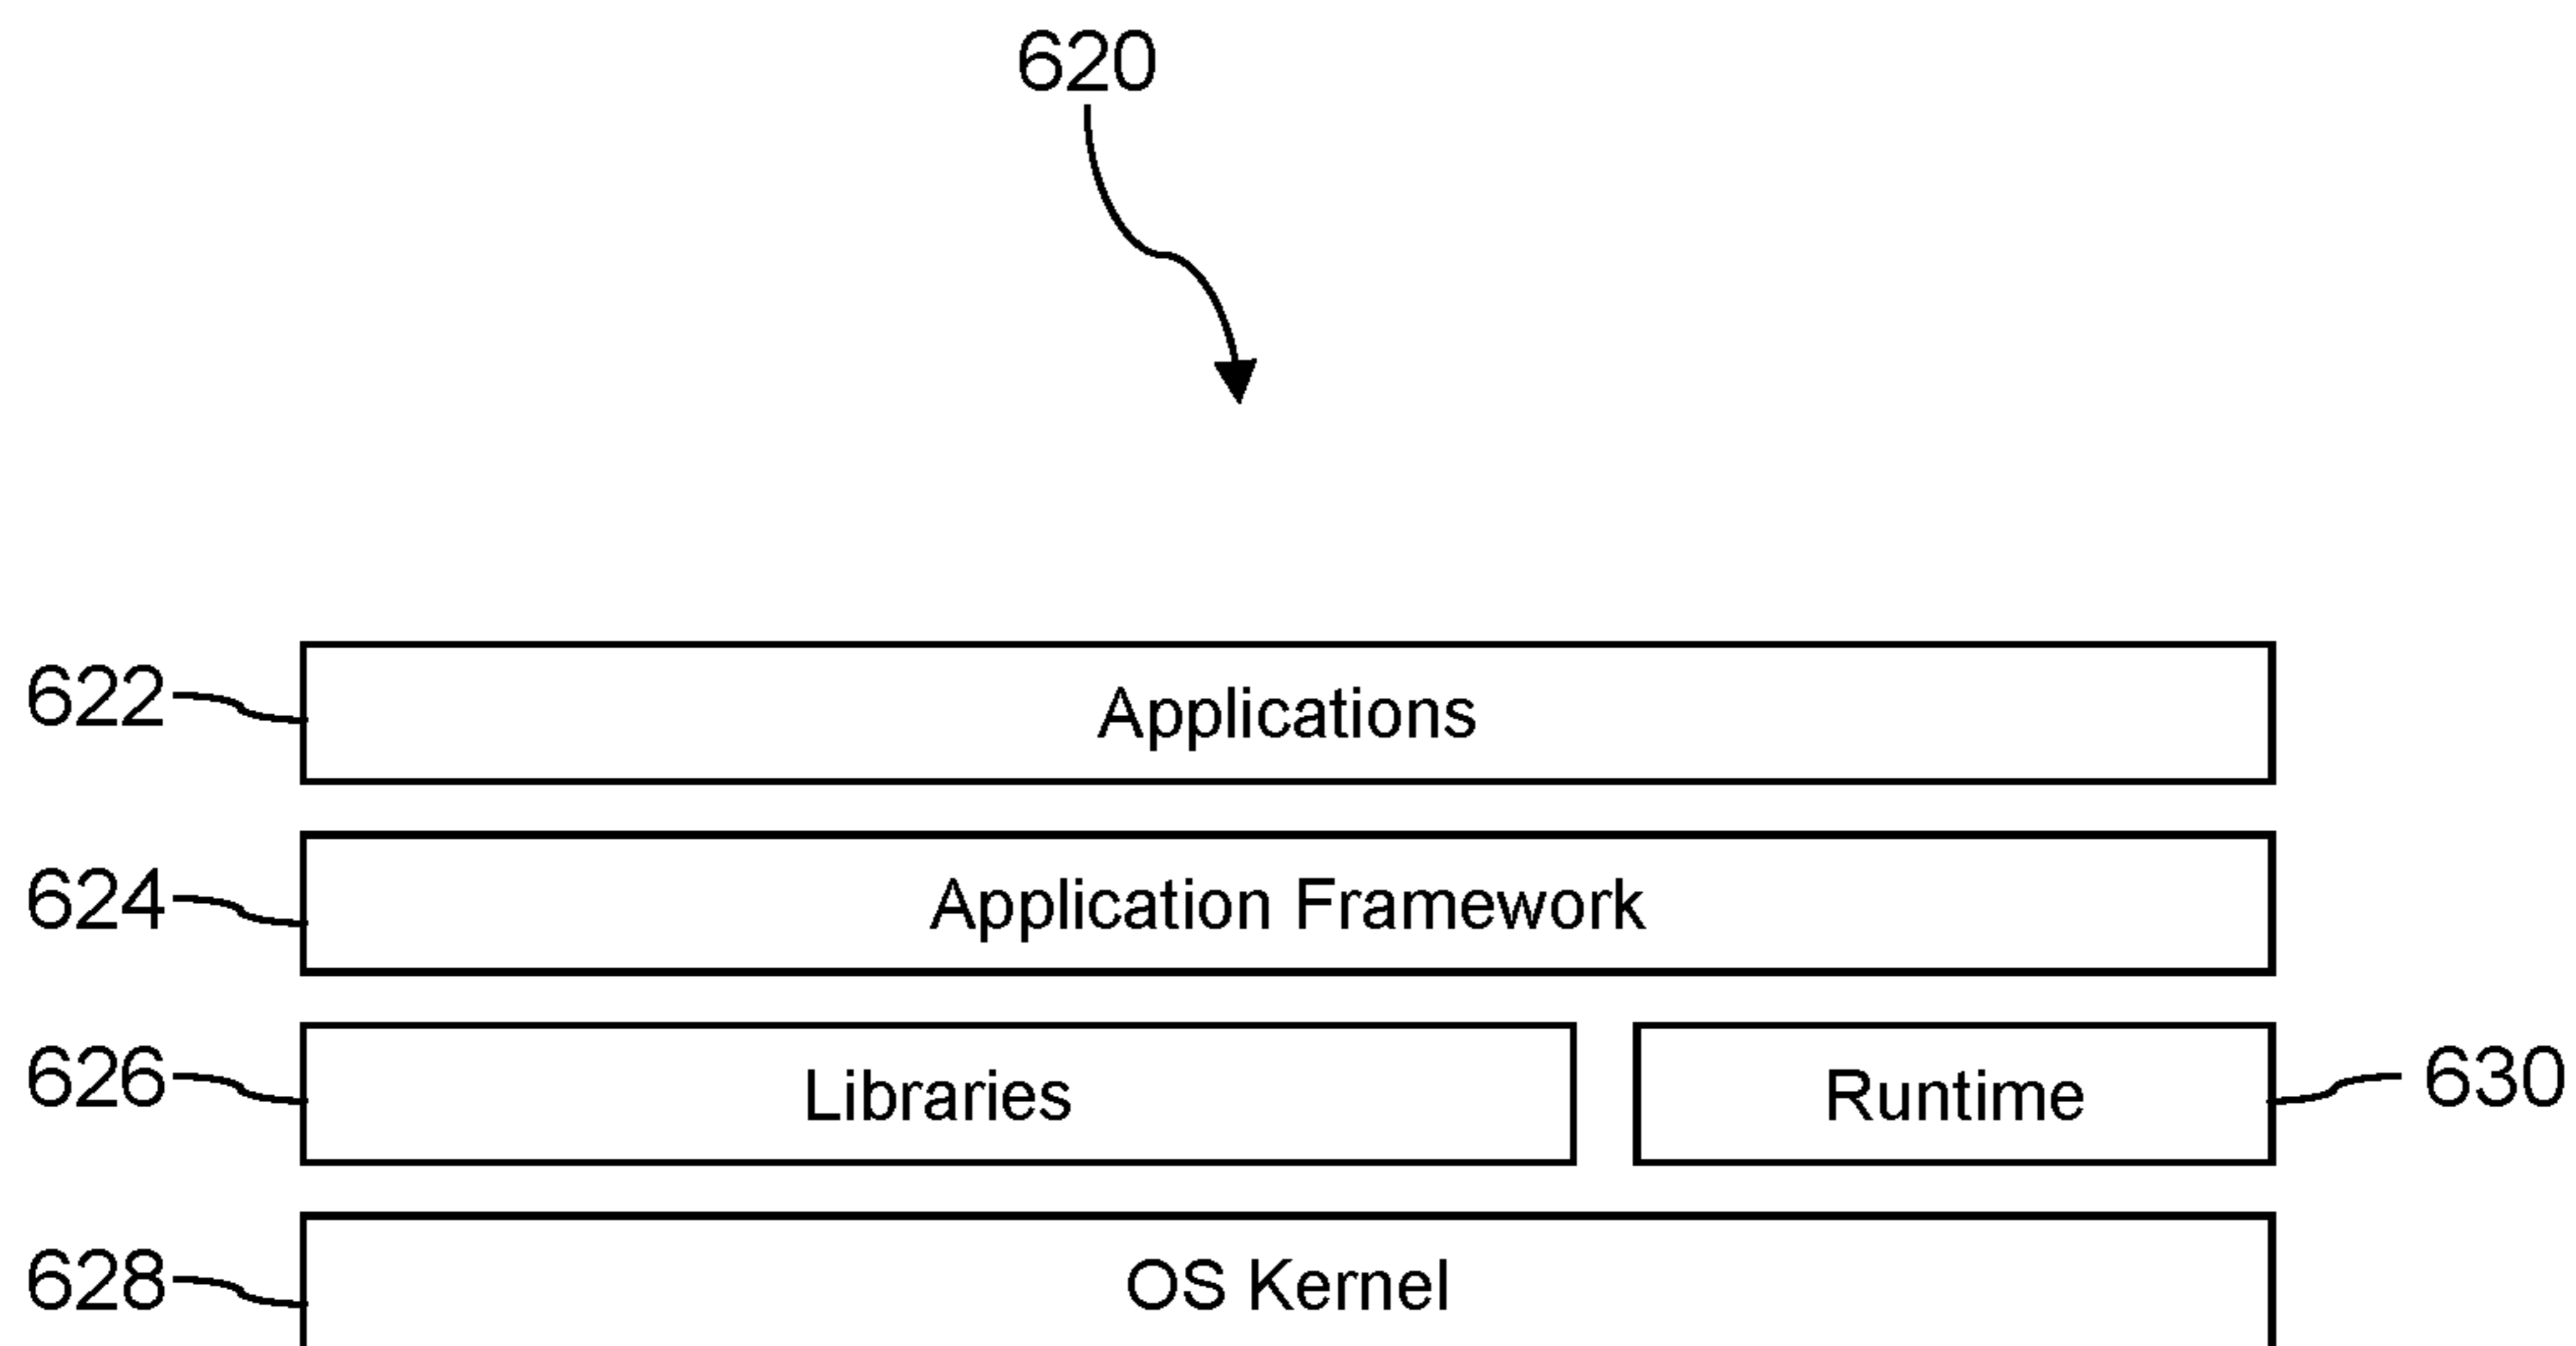 620
622 Applications
624 Application Framework
626 Libraries Runtime 630
628 OS Kernel